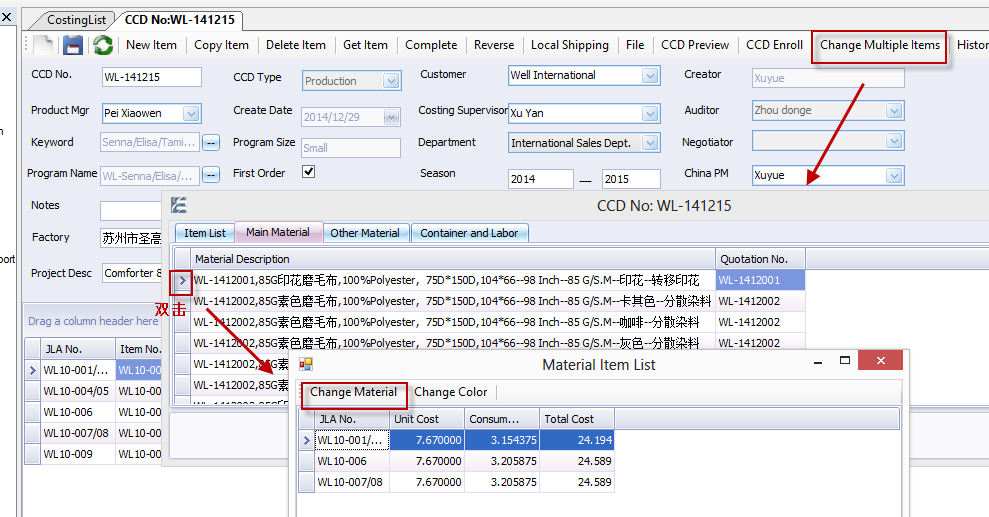 CostingList CCD No:WL-141215
New Item Copy Item Delete Item Get Item Complete Reverse Local Shipping File CCD Preview CCD Enroll Change Multiple Items Histor
CCD No. WL-141215 CCD Type Production Customer Well International Creator Xuyue
Product Mgr Pei Xiaowen Create Date 2014/12/29 Costing Supervisor Xu Yan Auditor Zhou donge
Keyword Senna/Elisa/Tami... Program Size Small Department International Sales Dept. Negotiator
Program Name WL-Senna/Elisa/... First Order Season 2014 — 2015 China PM Xuyue
Notes
CCD No: WL-141215
Factory 苏州市圣高
Item List Main Material Other Material Container and Labor
port
Material Description Quotation No.
Project Desc Comforter 8
WL-1412001,85G印花磨毛布,100%Polyester, 75D*150D,104*66--98 Inch--85 G/S.M--印花--转移印花 WL-1412001
WL-1412002,85G素色磨毛布,100%Polyester, 75D*150D,104*66--98 Inch--85 G/S.M--卡其色--分散染料 WL-1412002
双击
Drag a column header here
WL-1412002,85G素色磨毛布,100%Polyester, 75D*150D,104*66--98 Inch--85 G/S.M--咖啡--分散染料 WL-1412002
WL-1412002,85G素色磨毛布,100%Polyester, 75D*150D,104*66--98 Inch--85 G/S.M--灰色--分散染料 WL-1412002
JLA No. Item No.
WL-1412002,85G素
WL10-001/... WL10-00
WL-1412002,85G素
WL10-004/05 WL10-00
WL-1412002,85G素
WL10-006 WL10-00
WL10-007/08 WL10-00
WL10-009 WL10-00
Material Item List
Change Material Change Color
JLA No. Unit Cost Consum... Total Cost
WL10-001/... 7.670000 3.154375 24.194
WL10-006 7.670000 3.205875 24.589
WL10-007/08 7.670000 3.205875 24.589